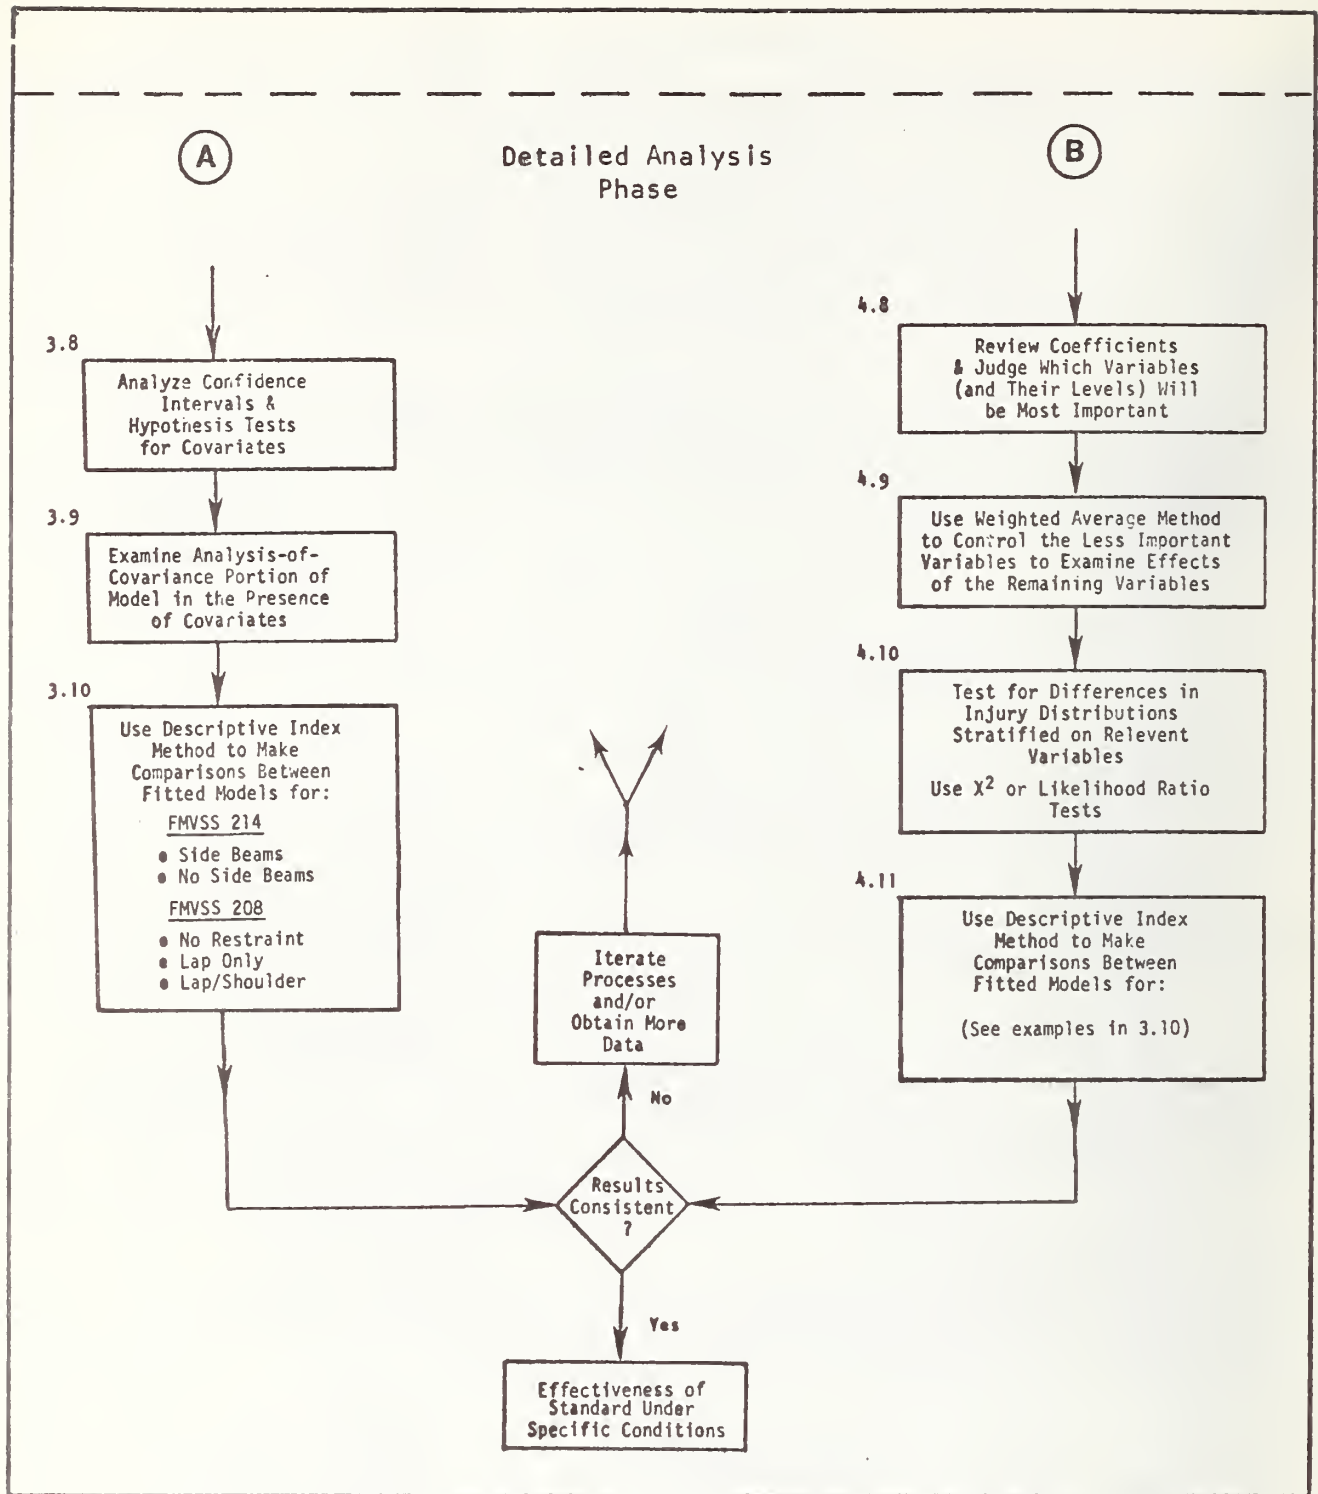 Detailed Analysis
Phase
A
3.8
Analyze Confidence
Intervals &
Hypothesis Tests
for Covariates
3.9
Examine Analysis-of-
Covariance Portion of
Model in the Presence
of Covariates
3.10
Use Descriptive Index
Method to Make
Comparisons Between
Fitted Models for:
FMVSS 214
• Side Beams
• No Side Beams
FMVSS 208
• No Restraint
• Lap Only
• Lap/Shoulder
B
4.8
Review Coefficients
& Judge Which Variables
(and Their Levels) Will
be Most Important
4.9
Use Weighted Average Method
to Control the Less Important
Variables to Examine Effects
of the Remaining Variables
4.10
Test for Differences in
Injury Distributions
Stratified on Relevent
Variables
Use X² or Likelihood Ratio
Tests
4.11
Use Descriptive Index
Method to Make
Comparisons Between
Fitted Models for:
(See examples in 3.10)
Iterate
Processes
and/or
Obtain More
Data
No
Results
Consistent
?
Yes
Effectiveness of
Standard Under
Specific Conditions